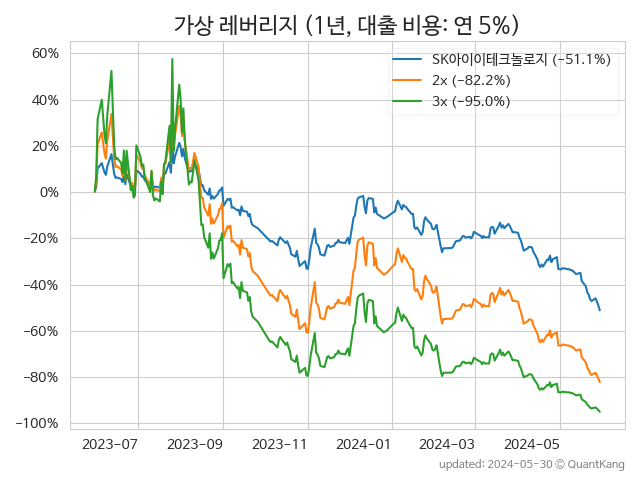 가상 레버리지 (1년, 대출 비용: 연 5%)
SK아이이테크놀로지 (−51.1%)
2x (−82.2%)
3x (−95.0%)
60%
40%
20%
0%
−20%
−40%
−60%
−80%
−100%
2023-07 2023-09 2023-11 2024-01 2024-03 2024-05
updated: 2024-05-30 © QuantKang